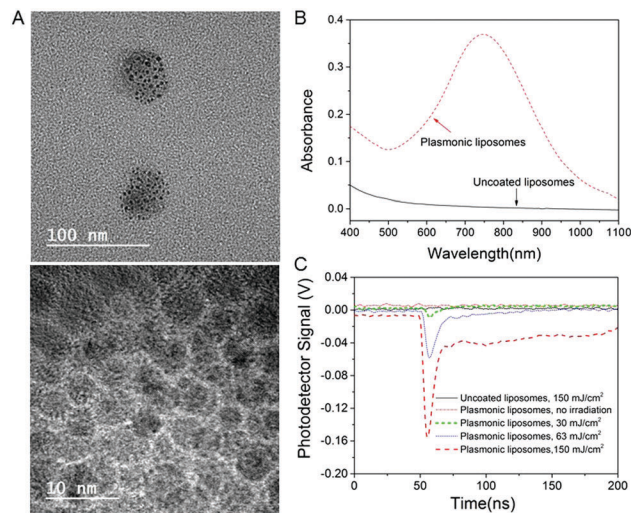 A
100 nm
10 nm
B
Absorbance
0.4
0.3
0.2
0.1
0.0
Plasmonic liposomes
Uncoated liposomes
400 500 600 700 800 900 1000 1100
Wavelength(nm)
C
Photodetector Signal (V)
0.04
0.00
-0.04
-0.08
-0.12
-0.16
-0.20
Uncoated liposomes, 150 mJ/cm²
Plasmonic liposomes, no irradiation
Plasmonic liposomes, 30 mJ/cm²
Plasmonic liposomes, 63 mJ/cm²
Plasmonic liposomes,150 mJ/cm²
0 50 100 150 200
Time(ns)